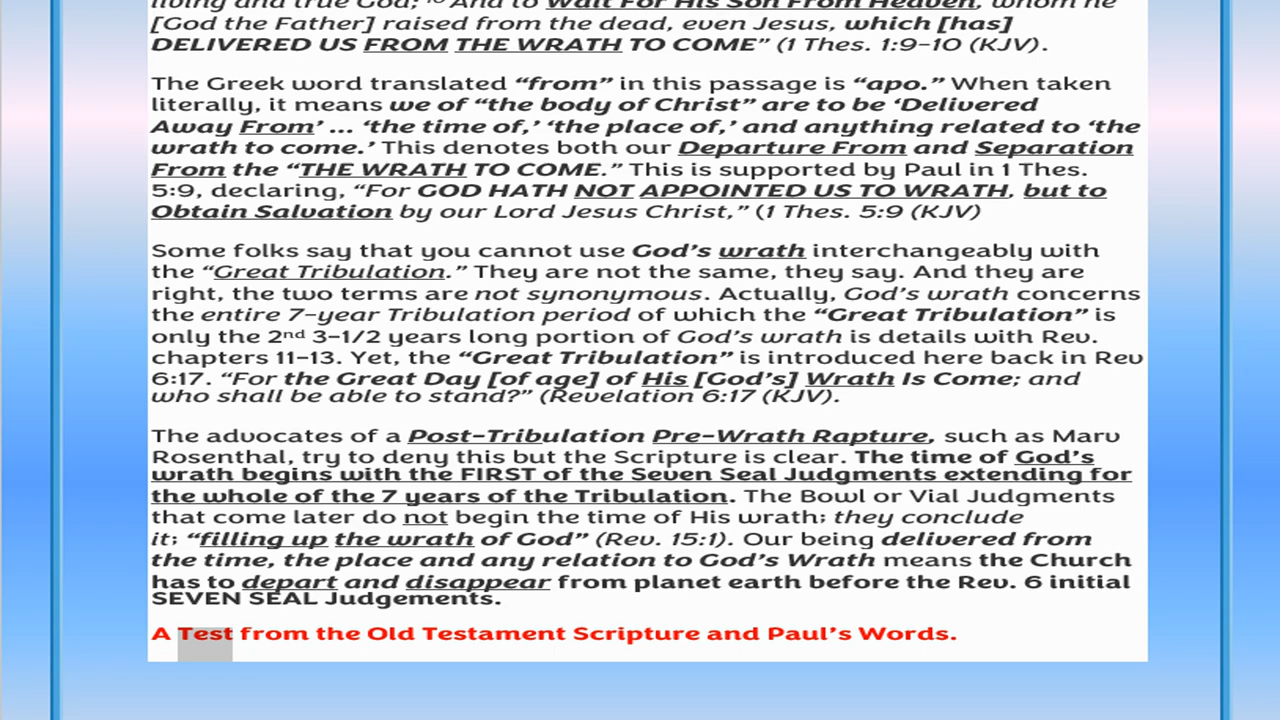 living and true God; 10 And to Wait For His Son From Heaven, whom he
[God the Father] raised from the dead, even Jesus, which [has]
DELIVERED US FROM THE WRATH TO COME” (1 Thes. 1:9-10 (KJV).
The Greek word translated “from” in this passage is “apo.” When taken
literally, it means we of “the body of Christ” are to be ‘Delivered
Away From’ … ‘the time of,’ ‘the place of,’ and anything related to ‘the
wrath to come.’ This denotes both our Departure From and Separation
From the “THE WRATH TO COME.” This is supported by Paul in 1 Thes.
5:9, declaring, “For GOD HATH NOT APPOINTED US TO WRATH, but to
Obtain Salvation by our Lord Jesus Christ,” (1 Thes. 5:9 (KJV)
Some folks say that you cannot use God’s wrath interchangeably with
the “Great Tribulation.” They are not the same, they say. And they are
right, the two terms are not synonymous. Actually, God’s wrath concerns
the entire 7-year Tribulation period of which the “Great Tribulation” is
only the 2nd 3-1/2 years long portion of God’s wrath is details with Rev.
chapters 11-13. Yet, the “Great Tribulation” is introduced here back in Rev
6:17. “For the Great Day [of age] of His [God’s] Wrath Is Come; and
who shall be able to stand?” (Revelation 6:17 (KJV).
The advocates of a Post-Tribulation Pre-Wrath Rapture, such as Marv
Rosenthal, try to deny this but the Scripture is clear. The time of God’s
wrath begins with the FIRST of the Seven Seal Judgments extending for
the whole of the 7 years of the Tribulation. The Bowl or Vial Judgments
that come later do not begin the time of His wrath; they conclude
it; “filling up the wrath of God” (Rev. 15:1). Our being delivered from
the time, the place and any relation to God’s Wrath means the Church
has to depart and disappear from planet earth before the Rev. 6 initial
SEVEN SEAL Judgements.
A Test from the Old Testament Scripture and Paul’s Words.